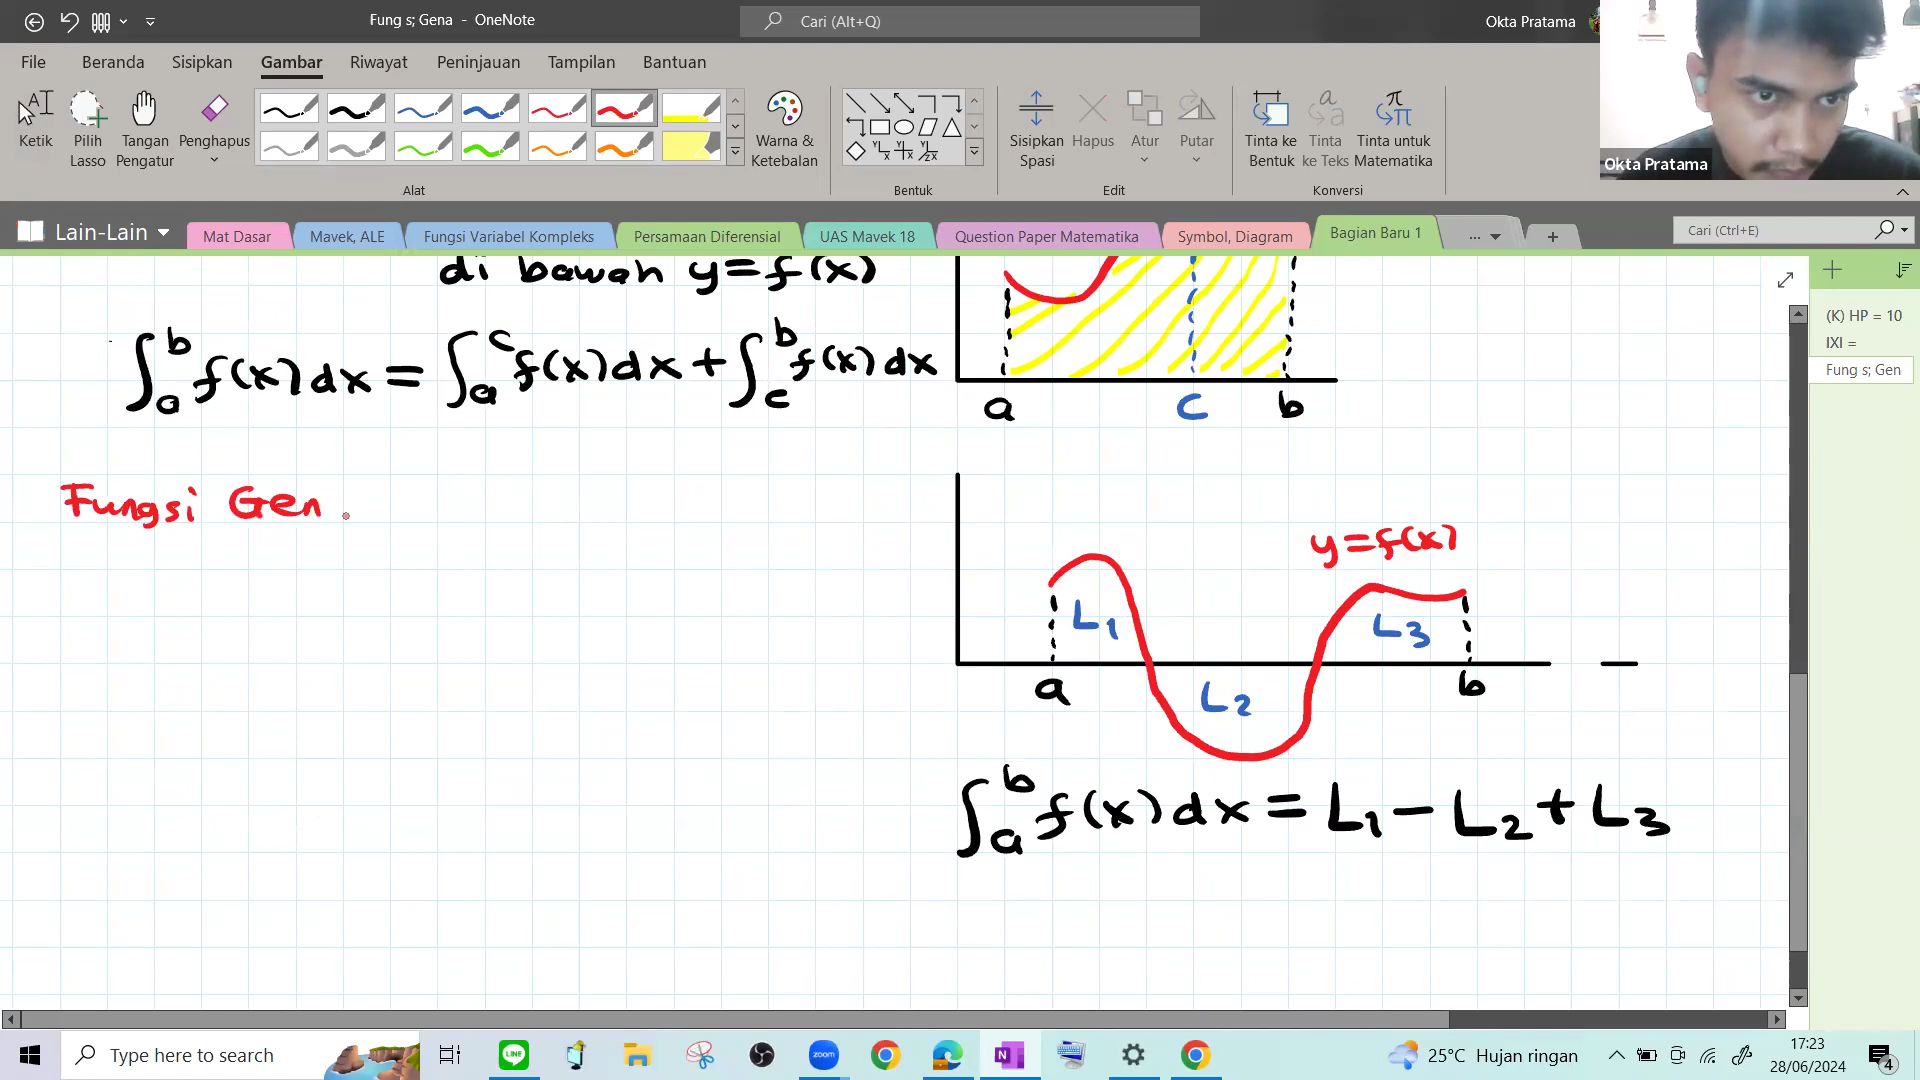 Fung s; Gena - OneNote
Cari (Alt+Q)
Okta Pratama
File Beranda Sisipkan Gambar Riwayat Peninjauan Tampilan Bantuan
Ketik
Pilih Lasso
Tangan Pengatur
Penghapus
Warna & Ketebalan
Sisipkan Spasi
Hapus
Atur
Putar
Tinta ke Bentuk
Tinta ke Teks
Tinta untuk Matematika
Okta Pratama
Alat
Bentuk
Edit
Konversi
Lain-Lain
Mat Dasar
Mavek, ALE
Fungsi Variabel Kompleks
Persamaan Diferensial
UAS Mavek 18
Question Paper Matematika
Symbol, Diagram
Bagian Baru 1
...
Cari (Ctrl+E)
(K) HP = 10
IXI =
Fung s; Gen
di bawah y=f(x)
∫_a^b f(x)dx = ∫_a^c f(x)dx + ∫_c^b f(x)dx
a c b
Fungsi Gen
y=f(x)
L1 L3
a L2 b
∫_a^b f(x)dx = L1 - L2 + L3
Type here to search
LINE
zoom
25°C Hujan ringan
17:23
28/06/2024
4